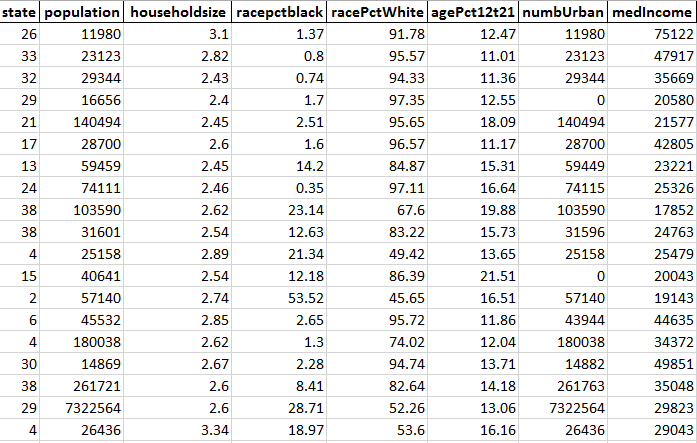 state population householdsize racepctblack racePctWhite agePct12t21 numbUrban medIncome
26 11980 3.1 1.37 91.78 12.47 11980 75122
33 23123 2.82 0.8 95.57 11.01 23123 47917
32 29344 2.43 0.74 94.33 11.36 29344 35669
29 16656 2.4 1.7 97.35 12.55 0 20580
21 140494 2.45 2.51 95.65 18.09 140494 21577
17 28700 2.6 1.6 96.57 11.17 28700 42805
13 59459 2.45 14.2 84.87 15.31 59449 23221
24 74111 2.46 0.35 97.11 16.64 74115 25326
38 103590 2.62 23.14 67.6 19.88 103590 17852
38 31601 2.54 12.63 83.22 15.73 31596 24763
4 25158 2.89 21.34 49.42 13.65 25158 25479
15 40641 2.54 12.18 86.39 21.51 0 20043
2 57140 2.74 53.52 45.65 16.51 57140 19143
6 45532 2.85 2.65 95.72 11.86 43944 44635
4 180038 2.62 1.3 74.02 12.04 180038 34372
30 14869 2.67 2.28 94.74 13.71 14882 49851
38 261721 2.6 8.41 82.64 14.18 261763 35048
29 7322564 2.6 28.71 52.26 13.06 7322564 29823
4 26436 3.34 18.97 53.6 16.16 26436 29043